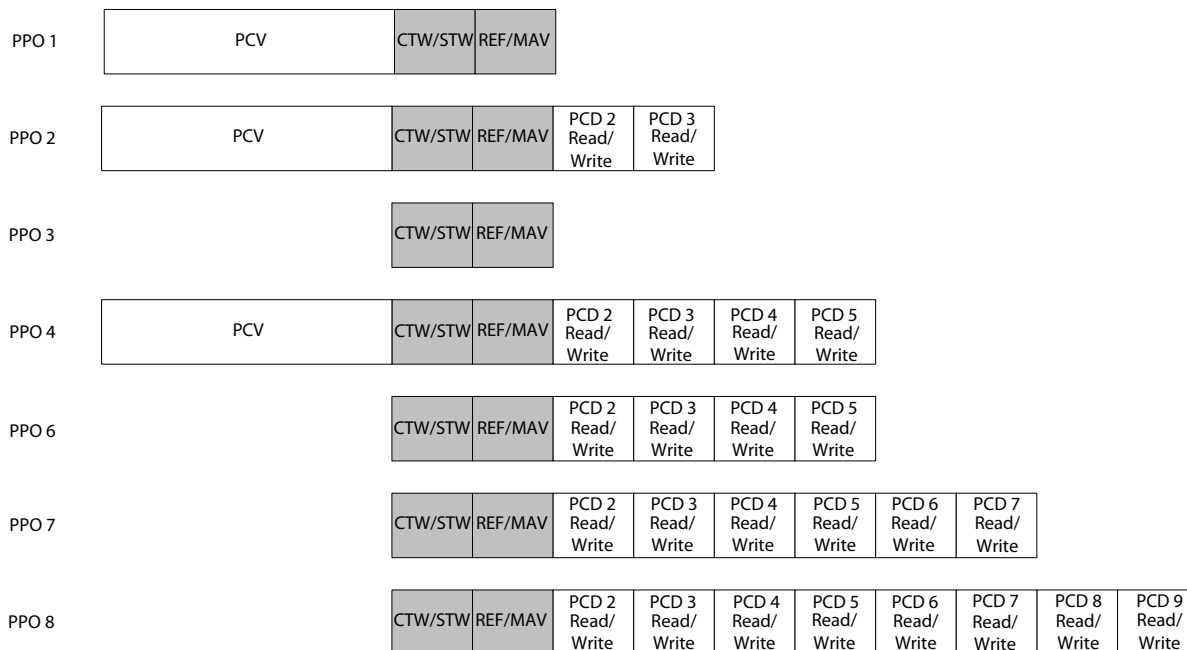 PPO 1 PCV CTW/STW REF/MAV
PPO 2 PCV CTW/STW REF/MAV PCD 2 Read/ Write PCD 3 Read/ Write
PPO 3 CTW/STW REF/MAV
PPO 4 PCV CTW/STW REF/MAV PCD 2 Read/ Write PCD 3 Read/ Write PCD 4 Read/ Write PCD 5 Read/ Write
PPO 6 CTW/STW REF/MAV PCD 2 Read/ Write PCD 3 Read/ Write PCD 4 Read/ Write PCD 5 Read/ Write
PPO 7 CTW/STW REF/MAV PCD 2 Read/ Write PCD 3 Read/ Write PCD 4 Read/ Write PCD 5 Read/ Write PCD 6 Read/ Write PCD 7 Read/ Write
PPO 8 CTW/STW REF/MAV PCD 2 Read/ Write PCD 3 Read/ Write PCD 4 Read/ Write PCD 5 Read/ Write PCD 6 Read/ Write PCD 7 Read/ Write PCD 8 Read/ Write PCD 9 Read/ Write